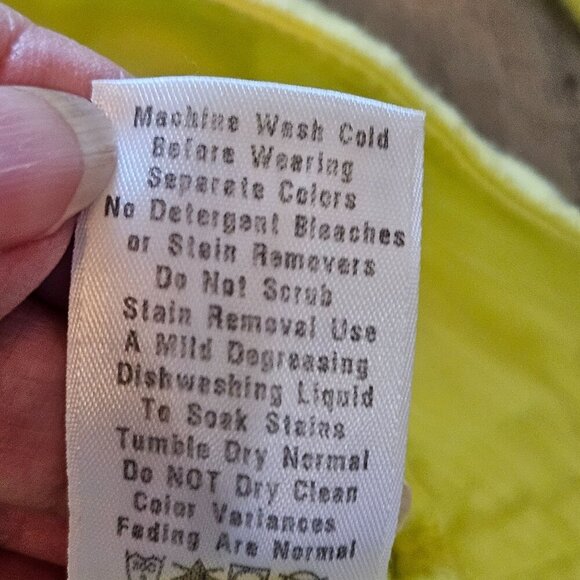 Machine Wash Cold
Before Wearing
Separate Colors
No Detergent Bleaches
or Stain Removers
Do Not Scrub
Stain Removal Use
A Mild Degreasing
Dishwashing Liquid
To Soak Stains
Tumble Dry Normal
Do NOT Dry Clean
Color Variances
Fading Are Normal